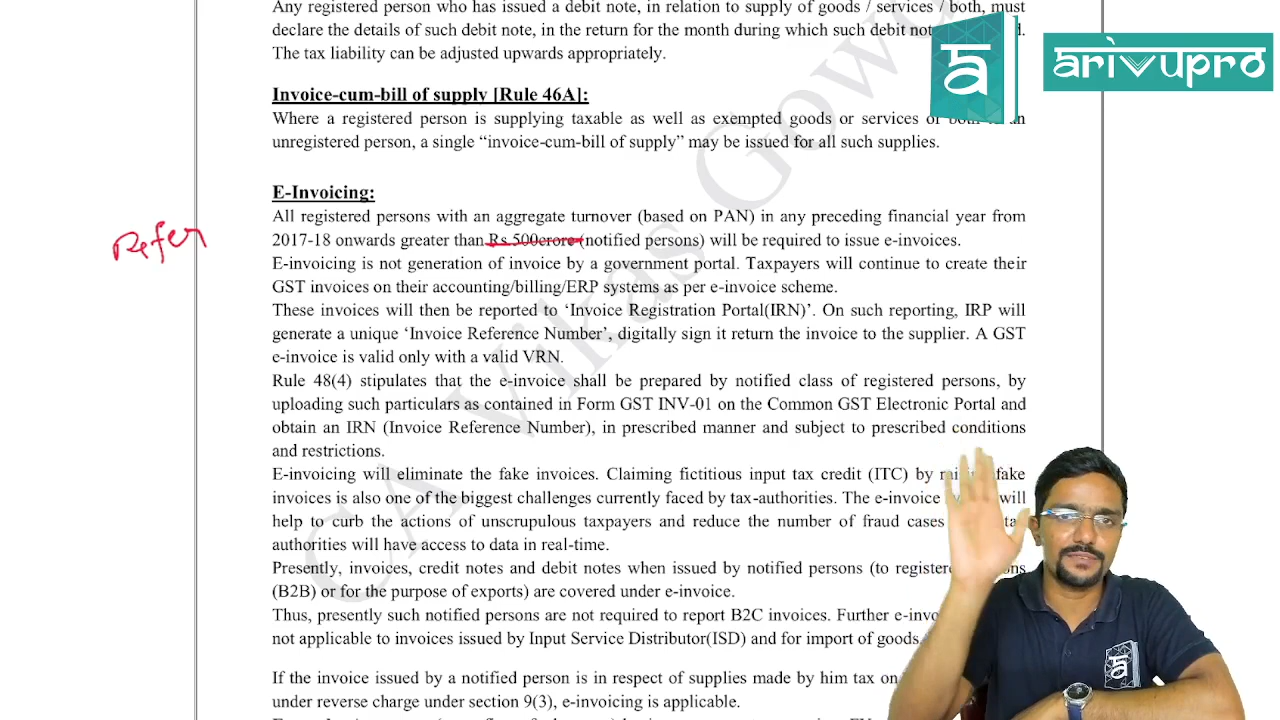 Any registered person who has issued a debit note, in relation to supply of goods / services / both, must
declare the details of such debit note, in the return for the month during which such debit
The tax liability can be adjusted upwards appropriately.
arivupro
Invoice-cum-bill of supply [Rule 46A]:
Where a registered person is supplying taxable as well as exempted goods or services
unregistered person, a single “invoice-cum-bill of supply” may be issued for all such supplies.
E-Invoicing:
All registered persons with an aggregate turnover (based on PAN) in any preceding financial year from
Refer
2017-18 onwards greater than Rs.500crore (notified persons) will be required to issue e-invoices.
E-invoicing is not generation of invoice by a government portal. Taxpayers will continue to create their
GST invoices on their accounting/billing/ERP systems as per e-invoice scheme.
These invoices will then be reported to ‘Invoice Registration Portal(IRN)’. On such reporting, IRP will
generate a unique ‘Invoice Reference Number’, digitally sign it return the invoice to the supplier. A GST
e-invoice is valid only with a valid VRN.
Rule 48(4) stipulates that the e-invoice shall be prepared by notified class of registered persons, by
uploading such particulars as contained in Form GST INV-01 on the Common GST Electronic Portal and
obtain an IRN (Invoice Reference Number), in prescribed manner and subject to prescribed conditions
and restrictions.
E-invoicing will eliminate the fake invoices. Claiming fictitious input tax credit (ITC) by fake
invoices is also one of the biggest challenges currently faced by tax-authorities. The e-invoice will
help to curb the actions of unscrupulous taxpayers and reduce the number of fraud cases
authorities will have access to data in real-time.
Presently, invoices, credit notes and debit notes when issued by notified persons (to
(B2B) or for the purpose of exports) are covered under e-invoice.
Thus, presently such notified persons are not required to report B2C invoices. Further
not applicable to invoices issued by Input Service Distributor(ISD) and for import of goods.
If the invoice issued by a notified person is in respect of supplies made by him tax on
under reverse charge under section 9(3), e-invoicing is applicable.
CA Vikas Gowda